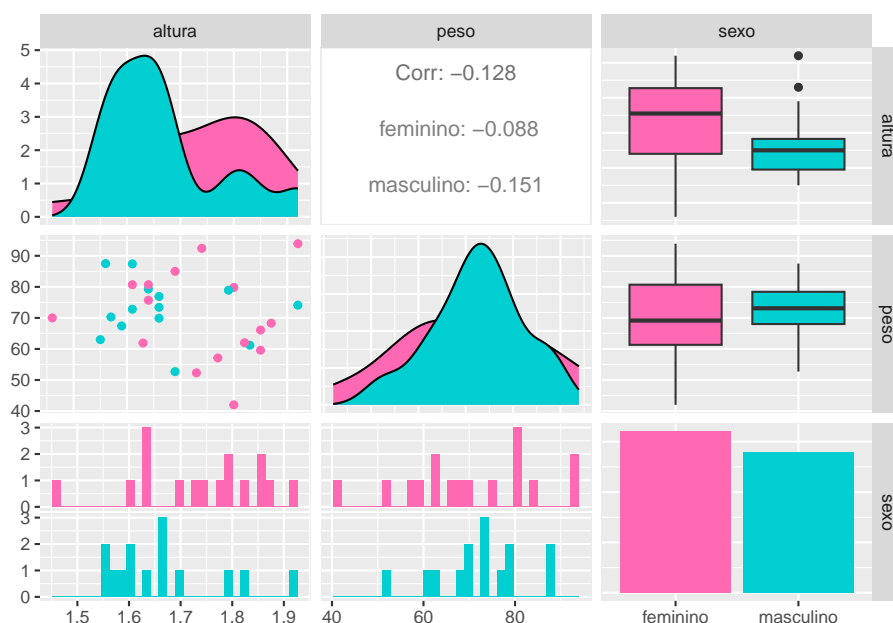 altura peso sexo
5
4
3
2
1
0
Corr: −0.128
feminino: −0.088
masculino: −0.151
altura
90
80
70
60
50
40
peso
3
2
1
0
3
2
1
0
sexo
1.5 1.6 1.7 1.8 1.9
40 60 80
feminino masculino